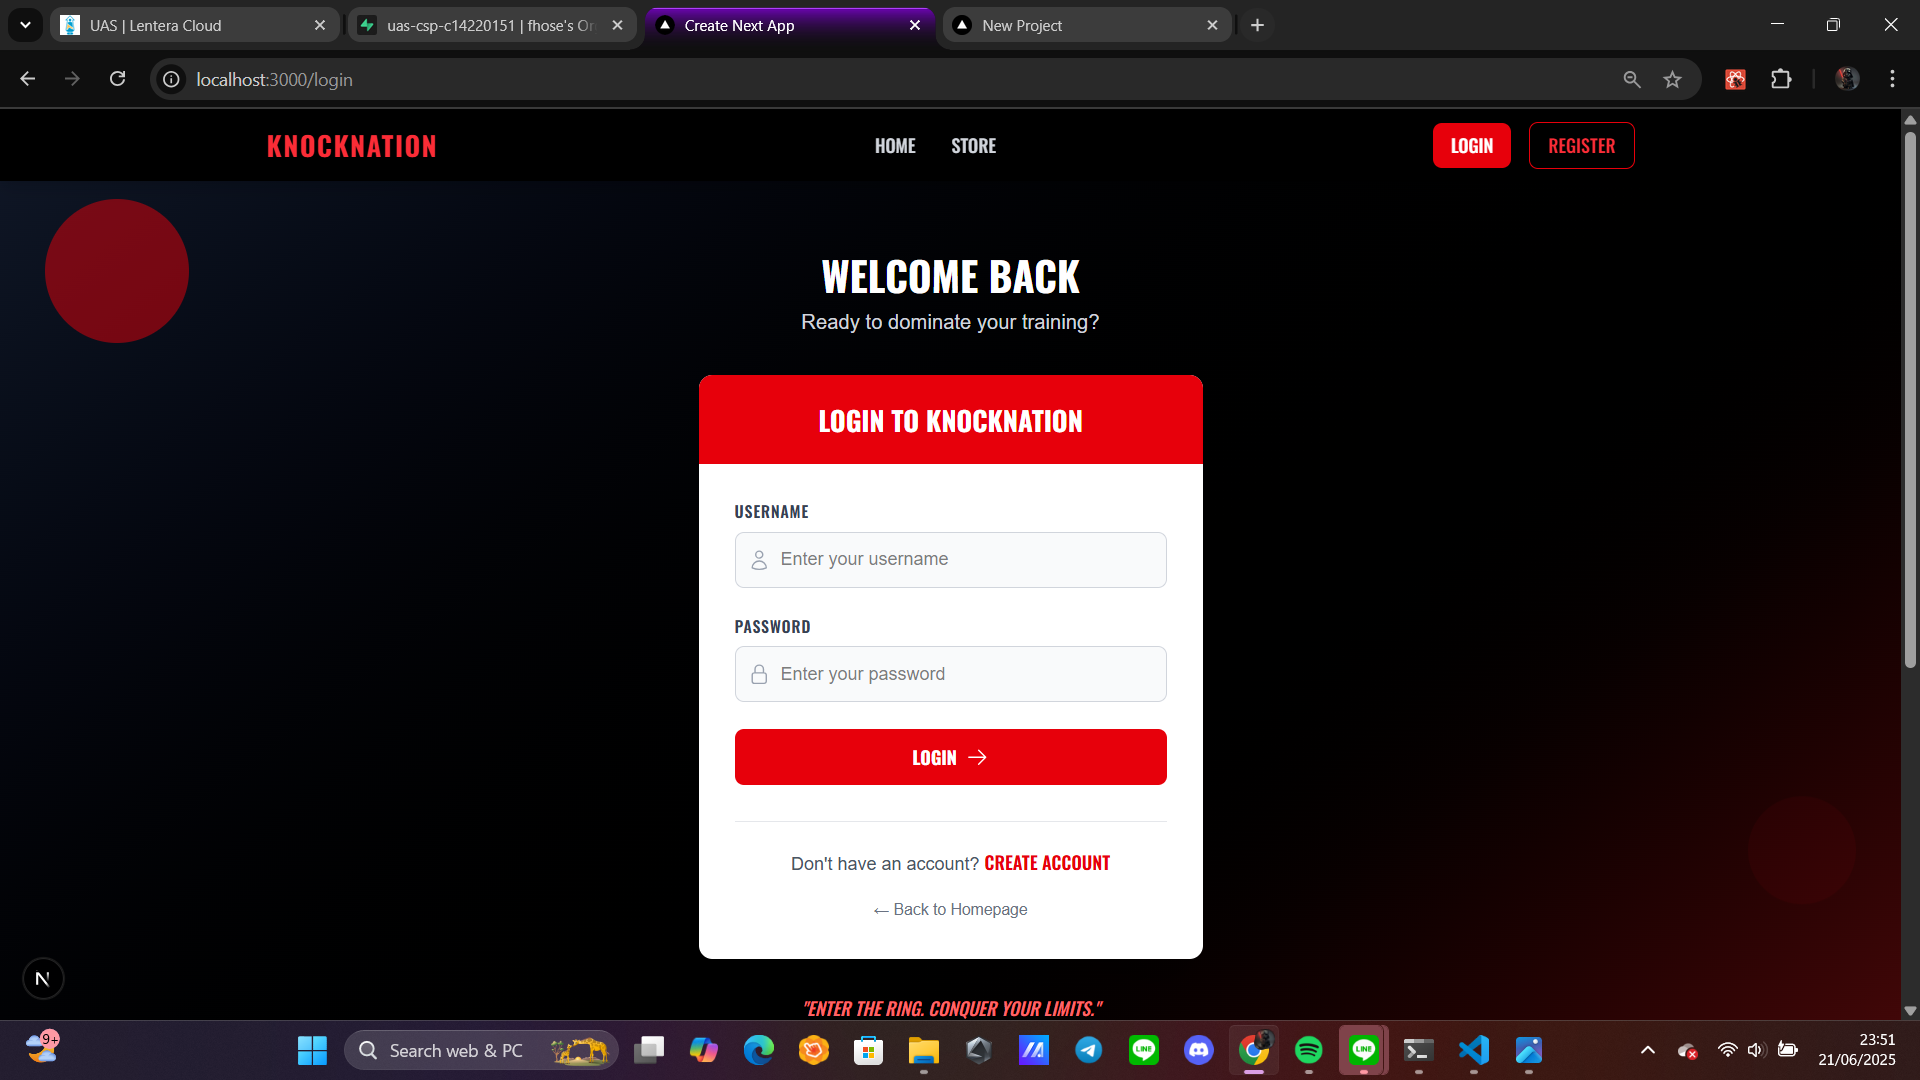 UAS | Lentera Cloud
uas-csp-c14220151 | fhose's Or
Create Next App
New Project
localhost:3000/login
KNOCKNATION
HOME
STORE
LOGIN
REGISTER
WELCOME BACK
Ready to dominate your training?
LOGIN TO KNOCKNATION
USERNAME
Enter your username
PASSWORD
Enter your password
LOGIN →
Don't have an account? CREATE ACCOUNT
← Back to Homepage
"ENTER THE RING. CONQUER YOUR LIMITS."
N
9+
Search web & PC
LINE
LINE
23:51
21/06/2025